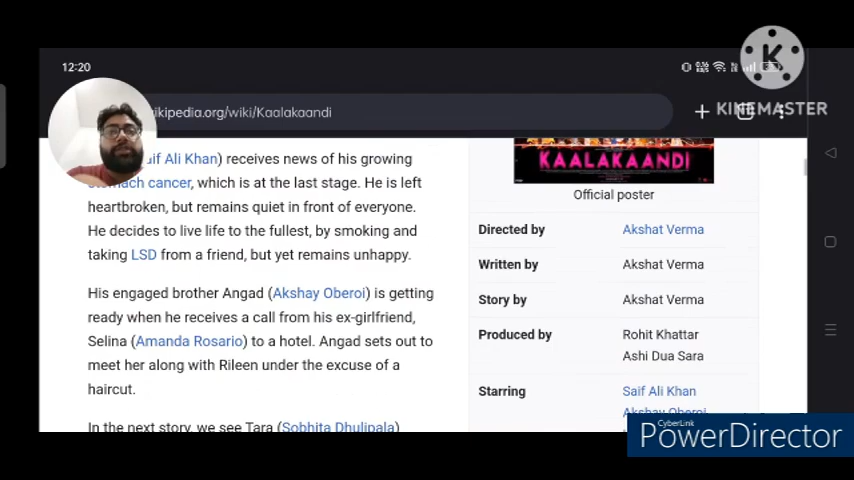 12:20
KINEMASTER
ikipedia.org/wiki/Kaalakaandi
aif Ali Khan) receives news of his growing
stomach cancer, which is at the last stage. He is left
heartbroken, but remains quiet in front of everyone.
He decides to live life to the fullest, by smoking and
taking LSD from a friend, but yet remains unhappy.
His engaged brother Angad (Akshay Oberoi) is getting
ready when he receives a call from his ex-girlfriend,
Selina (Amanda Rosario) to a hotel. Angad sets out to
meet her along with Rileen under the excuse of a
haircut.
In the next story, we see Tara (Sobhita Dhulipala)
KAALAKAANDI
Official poster
Directed by Akshat Verma
Written by Akshat Verma
Story by Akshat Verma
Produced by Rohit Khattar
Ashi Dua Sara
Starring Saif Ali Khan
Akshay Oberoi
CyberLink
PowerDirector